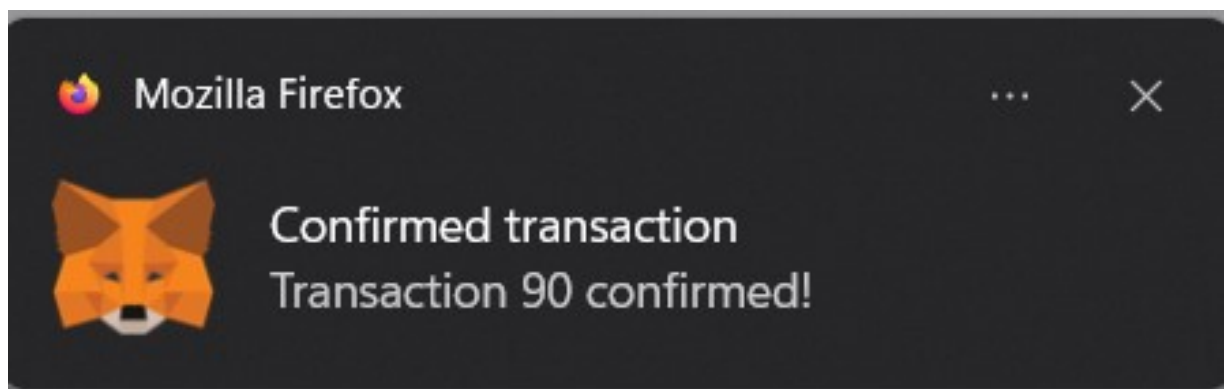 Mozilla Firefox
Confirmed transaction
Transaction 90 confirmed!